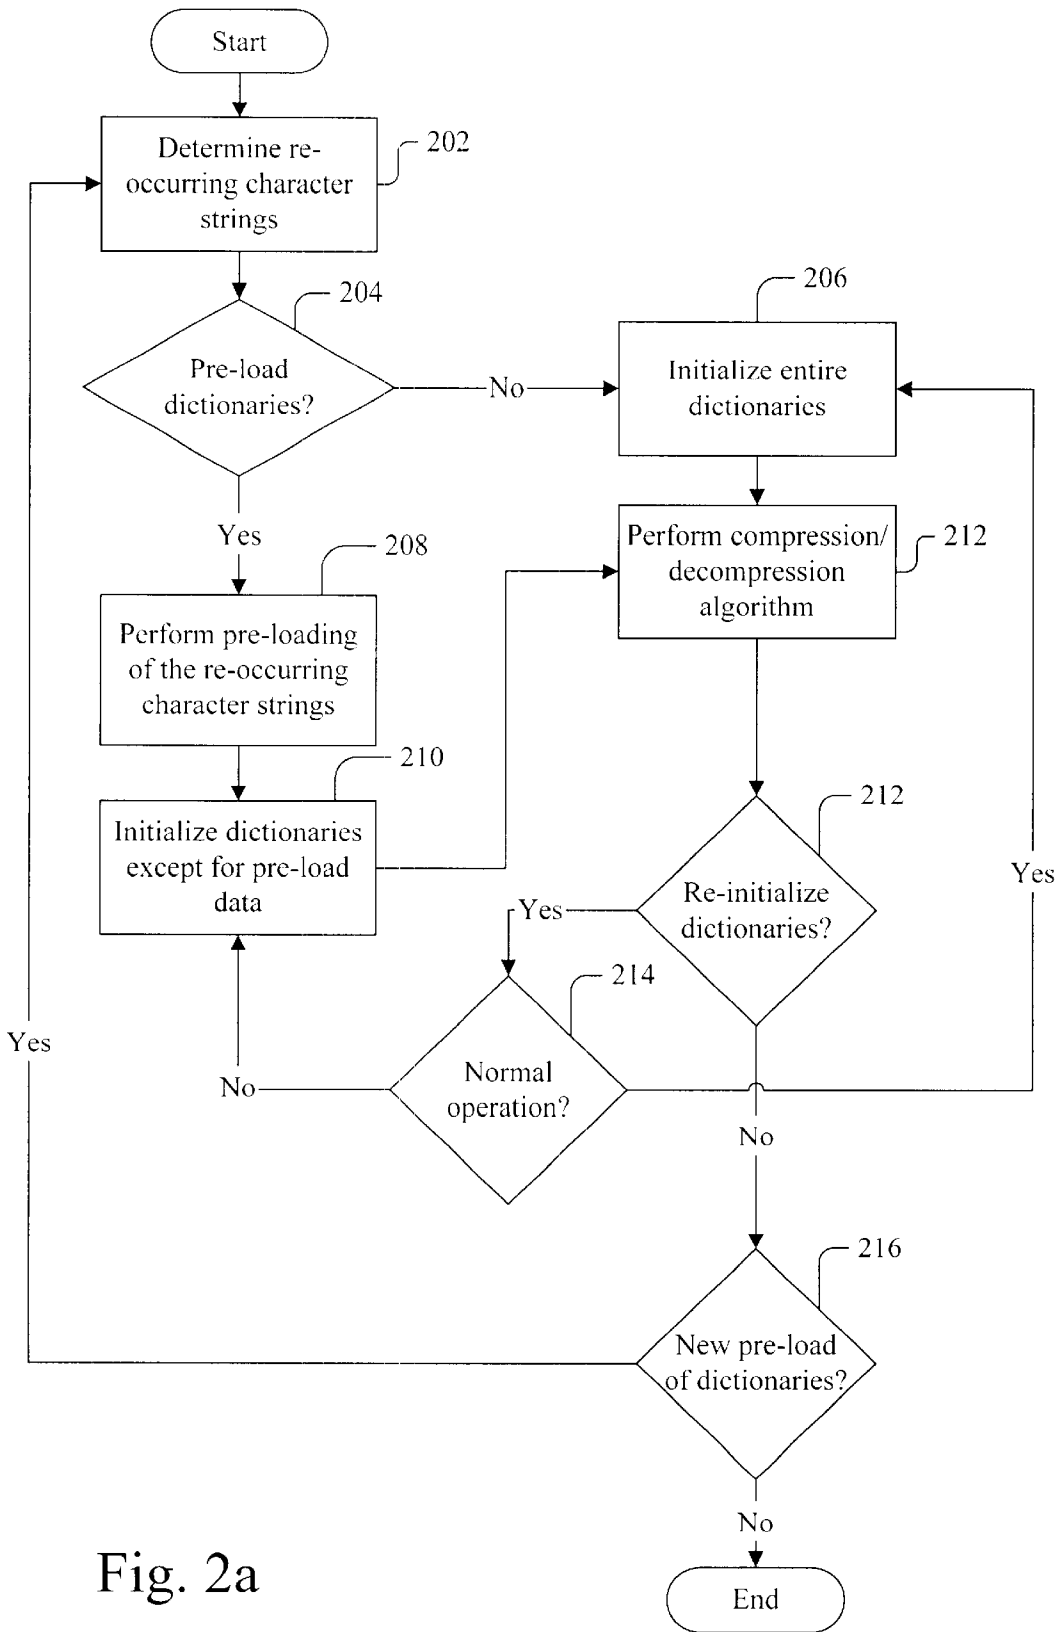 Start
Determine re-
occurring character
strings
202
204
Pre-load
dictionaries?
No
206
Initialize entire
dictionaries
Yes
208
Perform pre-loading
of the re-occurring
character strings
Perform compression/
decompression
algorithm
212
210
Initialize dictionaries
except for pre-load
data
212
Re-initialize
dictionaries?
Yes
Yes
214
Normal
operation?
No
Yes
No
216
New pre-load
of dictionaries?
No
End
Fig. 2a